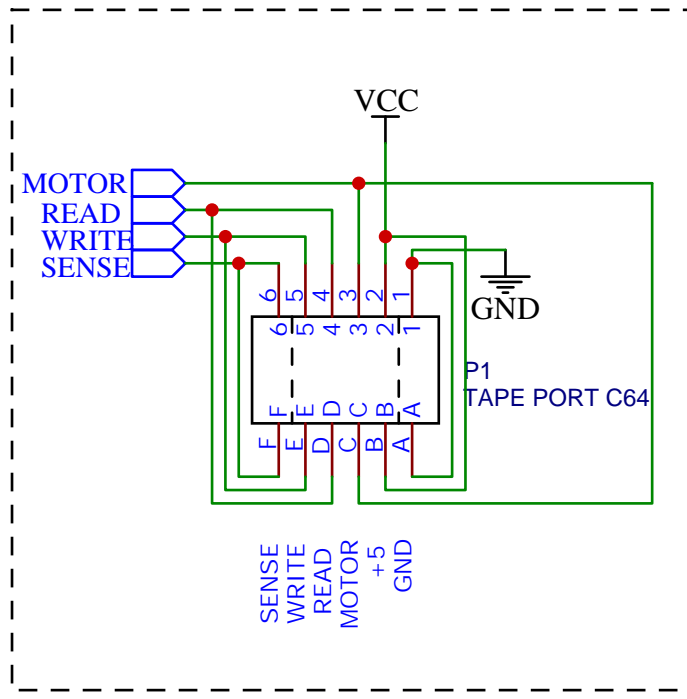 VCC
MOTOR
READ
WRITE
SENSE
GND
6 5 4 3 2 1
6 5 4 3 2 1
P1
TAPE PORT C64
F E D C B A
F E D C B A
SENSE
WRITE
READ
MOTOR
+5
GND